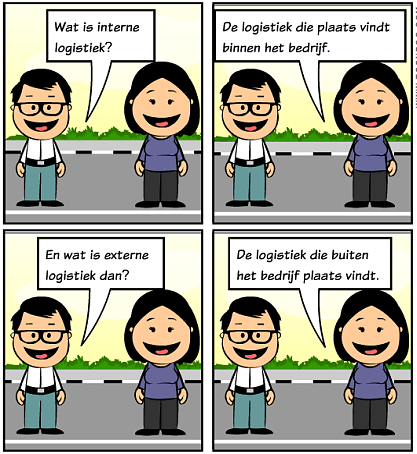 Wat is interne
logistiek?
De logistiek die plaats vindt
binnen het bedrijf.
En wat is externe
logistiek dan?
De logistiek die buiten
het bedrijf plaats vindt.